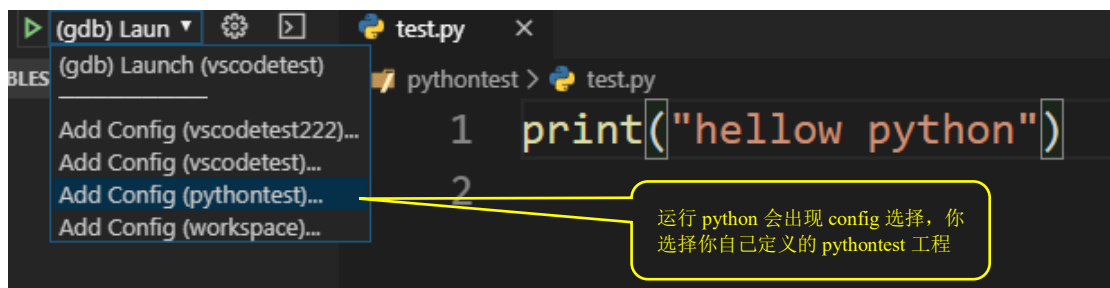 (gdb) Laun
test.py
BLES
(gdb) Launch (vscodetest)
pythontest > test.py
Add Config (vscodetest222)...
Add Config (vscodetest)...
Add Config (pythontest)...
Add Config (workspace)...
1 print("hellow python")
2
运行 python 会出现 config 选择，你
选择你自己定义的 pythontest 工程